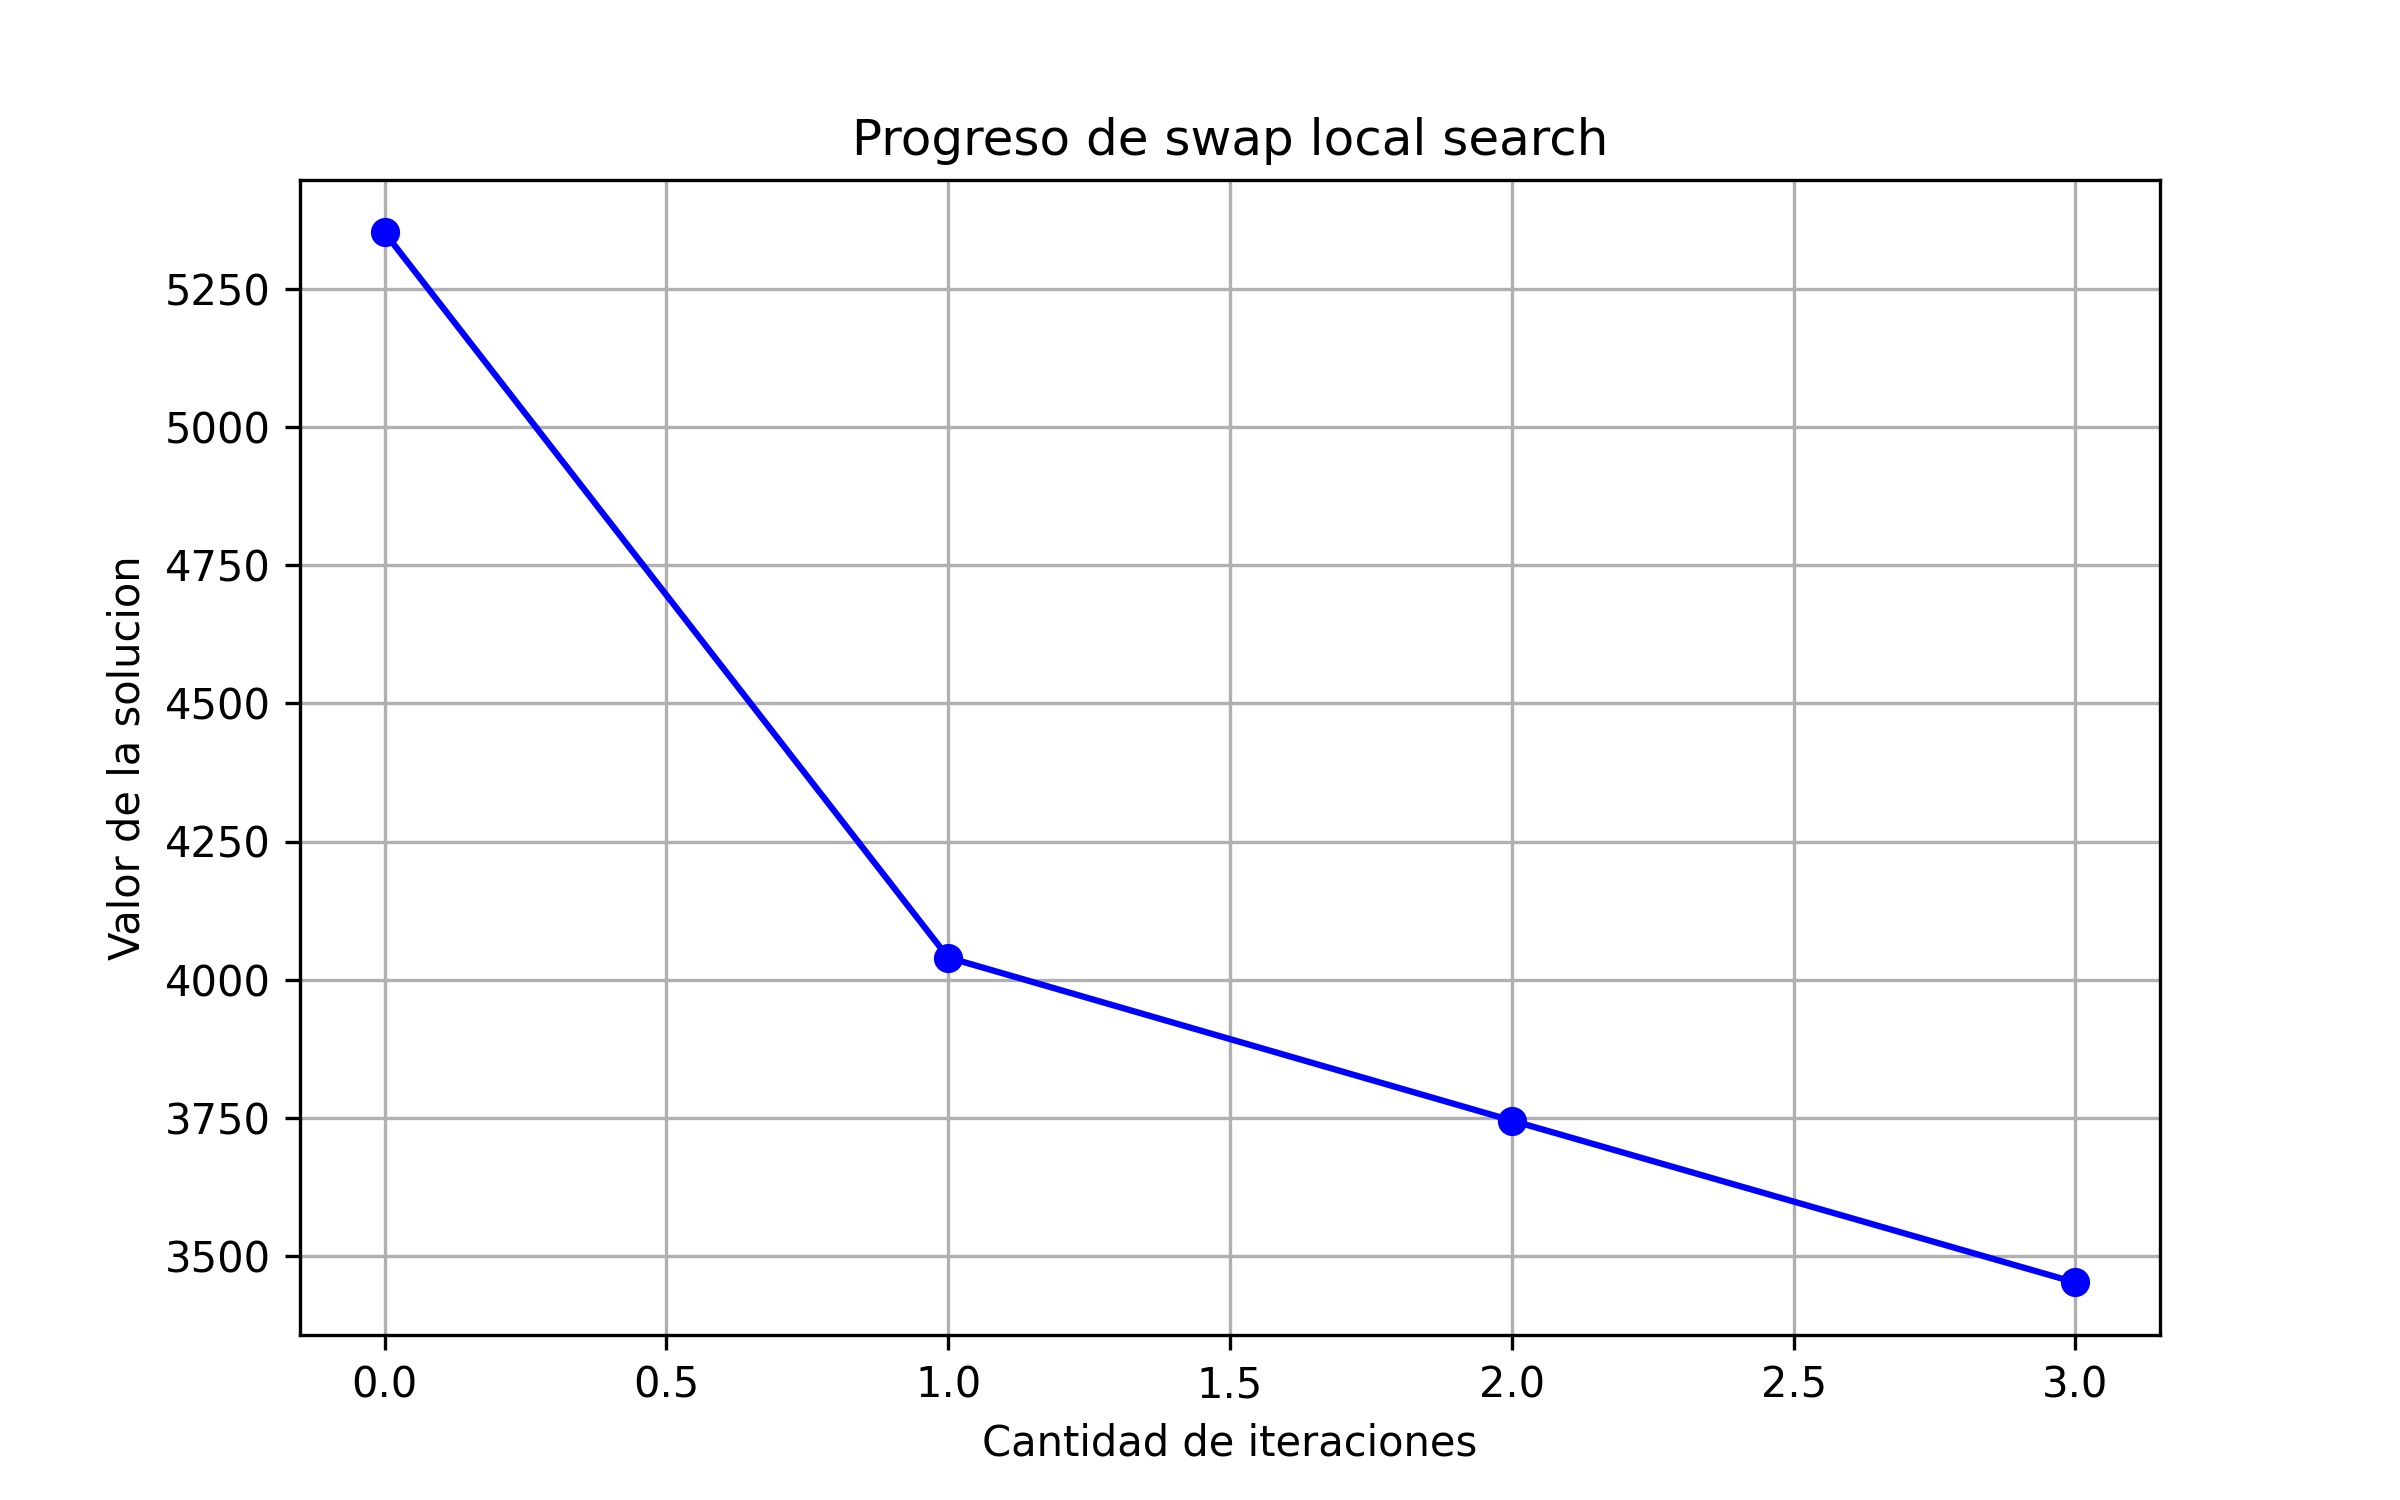 Progreso de swap local search
Valor de la solucion
5250
5000
4750
4500
4250
4000
3750
3500
0.0 0.5 1.0 1.5 2.0 2.5 3.0
Cantidad de iteraciones